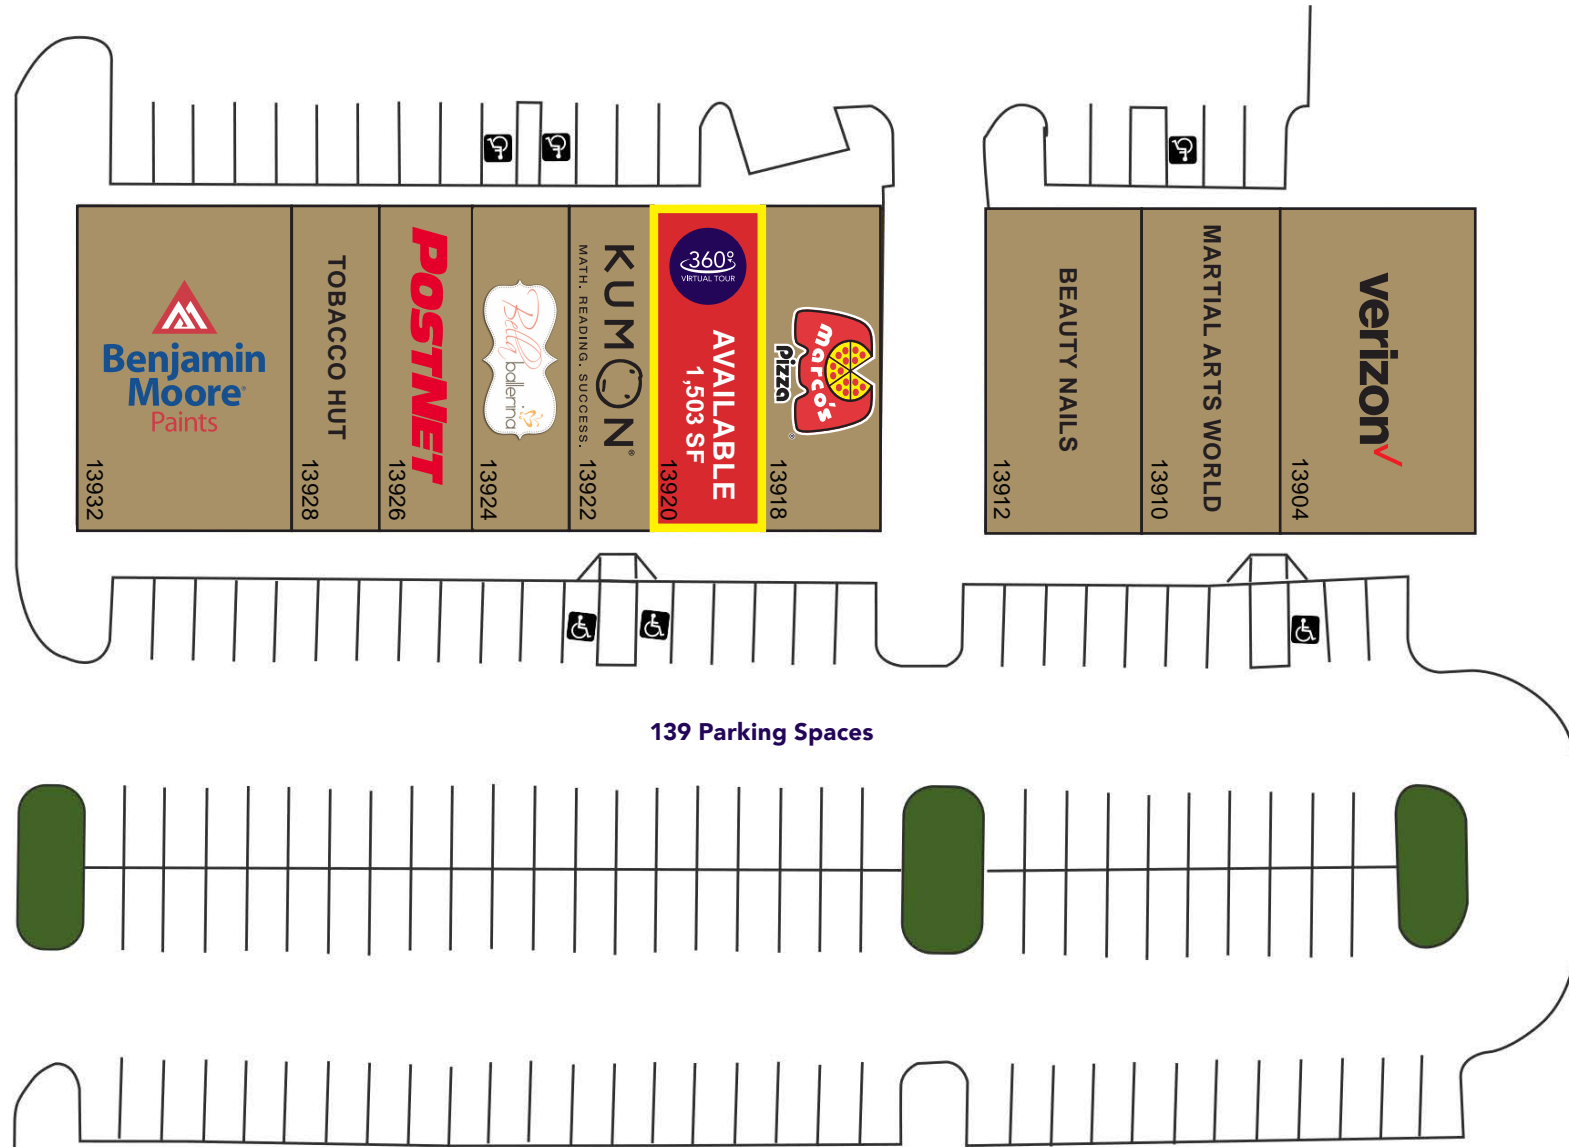 Benjamin
Moore®
Paints
13932
TOBACCO HUT
13928
POSTNET
13926
Bella
ballerina
13924
KUMON®
MATH. READING. SUCCESS.
13922
360°
VIRTUAL TOUR
AVAILABLE
1,503 SF
13920
marco's
pizza®
13918
BEAUTY NAILS
13912
MARTIAL ARTS WORLD
13910
verizon
13904
139 Parking Spaces